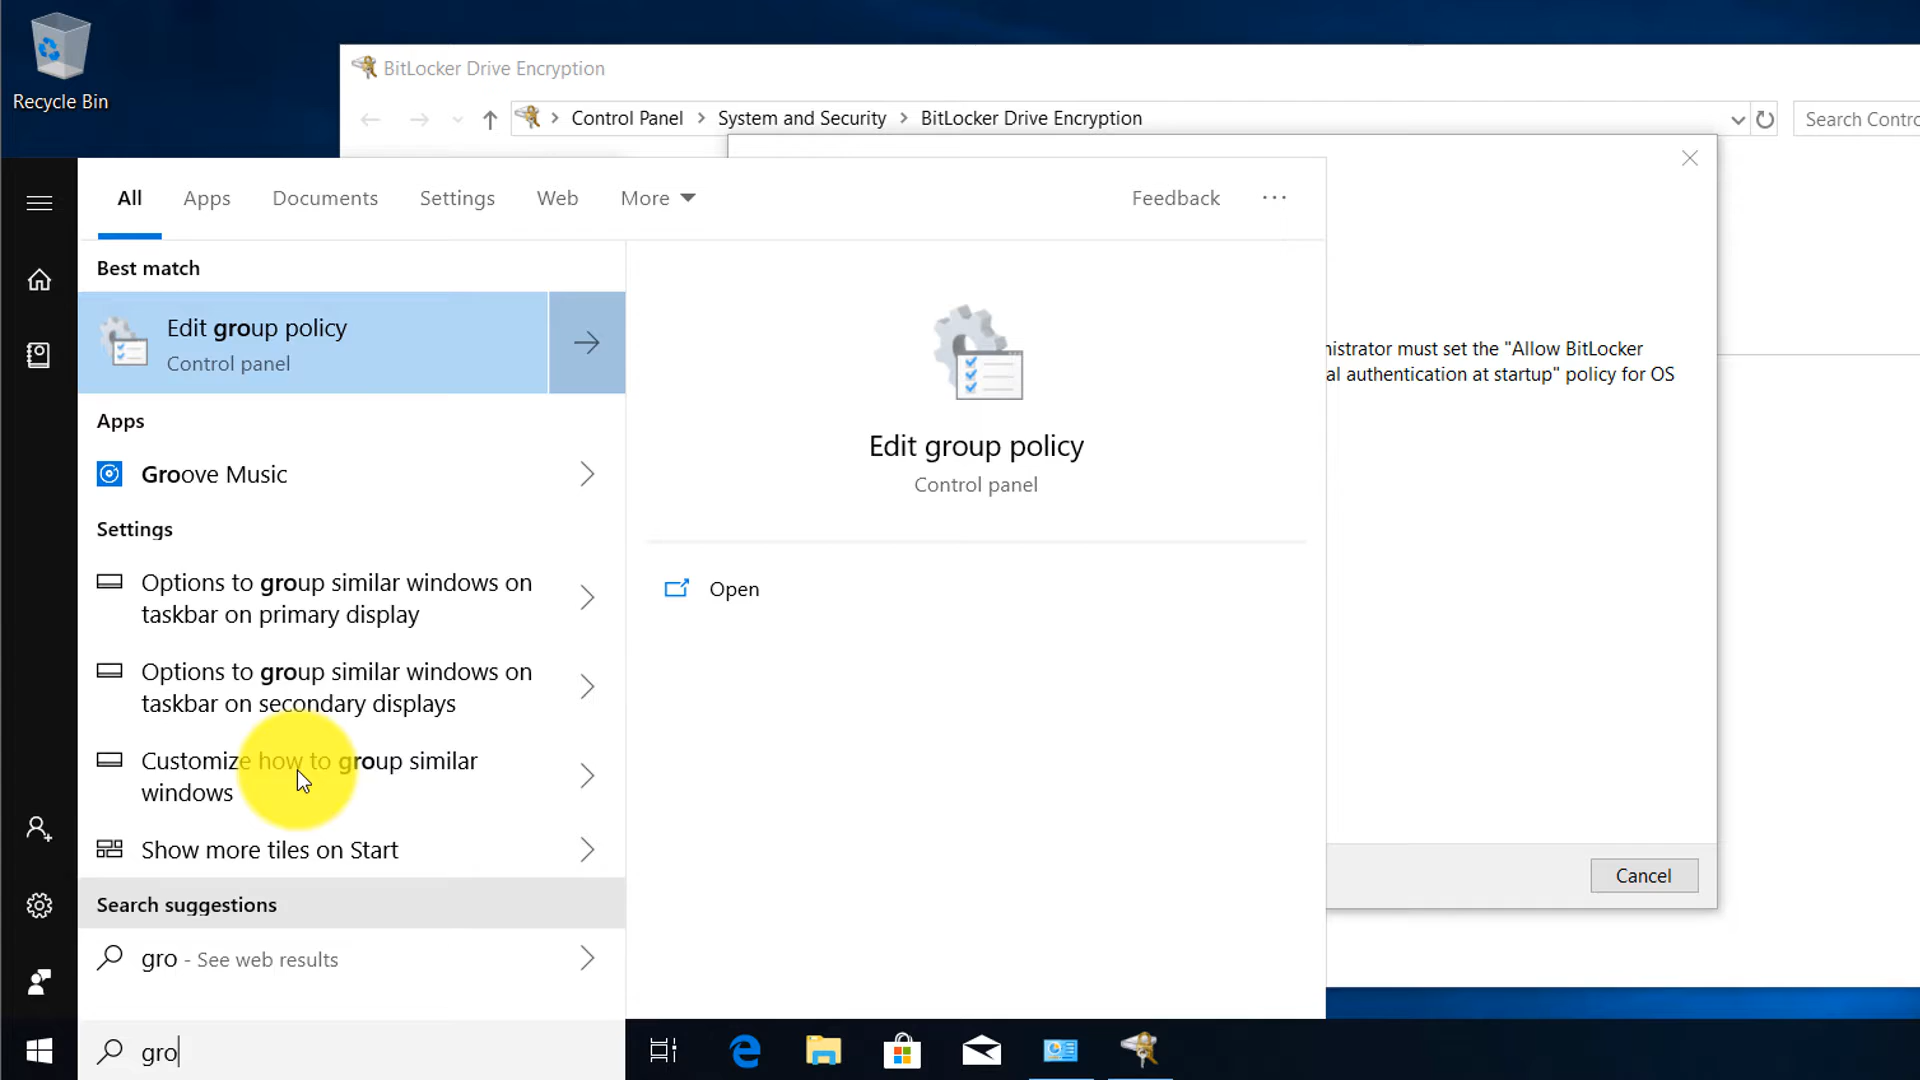 Recycle Bin
BitLocker Drive Encryption
Control Panel > System and Security > BitLocker Drive Encryption
Search Contro
All Apps Documents Settings Web More Feedback ...
Best match
Edit group policy
Control panel
Apps
Groove Music
Settings
Options to group similar windows on
taskbar on primary display
Options to group similar windows on
taskbar on secondary displays
Customize how to group similar
windows
Show more tiles on Start
Search suggestions
gro - See web results
gro
Edit group policy
Control panel
Open
nistrator must set the "Allow BitLocker
al authentication at startup" policy for OS
Cancel